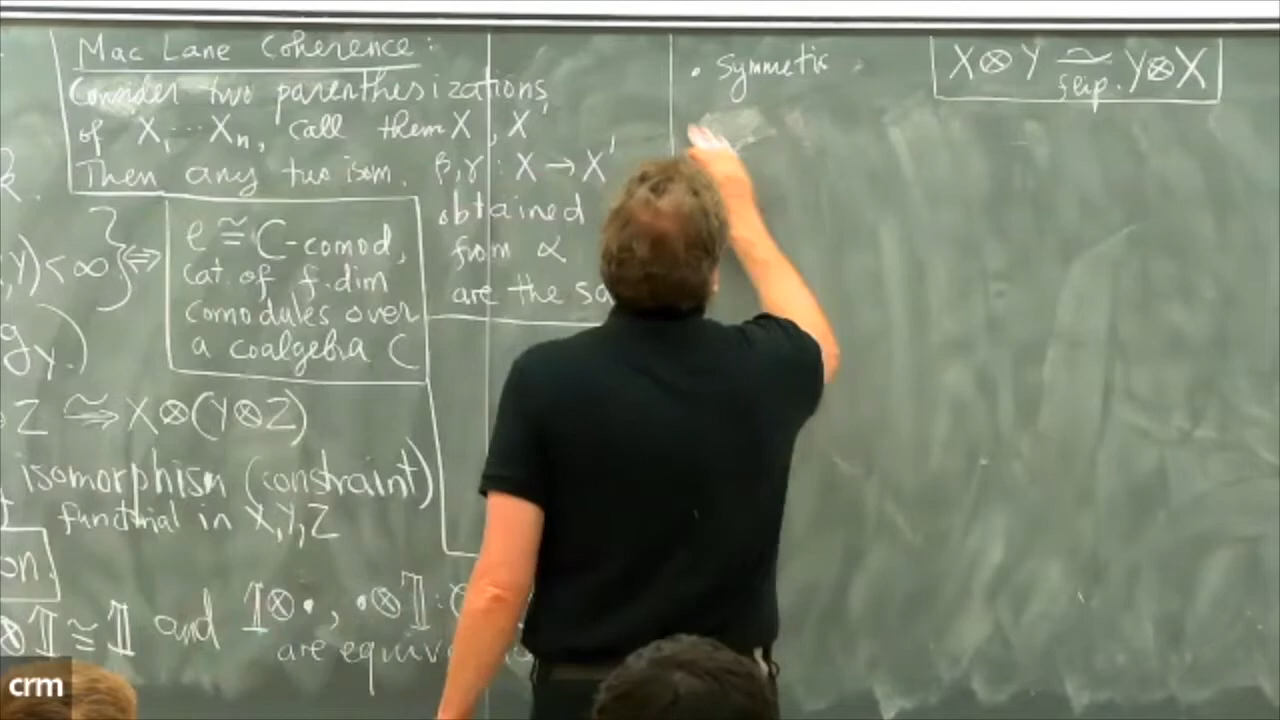 Mac Lane Coherence:
Consider two parenthesizations
of X₁ ⋯ Xₙ, call them X, X'
Then any two isom. β,γ : X → X'
obtained
from α
are the
e ≅ C-comod,
cat. of f.dim
comodules over
a coalgebra C
,Y) < ∞ } ⇔
gy.)
Z ≅→ X⊗(Y⊗Z)
isomorphism (constraint)
functorial in X,Y,Z
on.
⊗𝟙 ≅ 𝟙 and 𝟙⊗•, •⊗𝟙 :
are
• symmetric
X⊗Y ≃ Y⊗X
flip.
crm